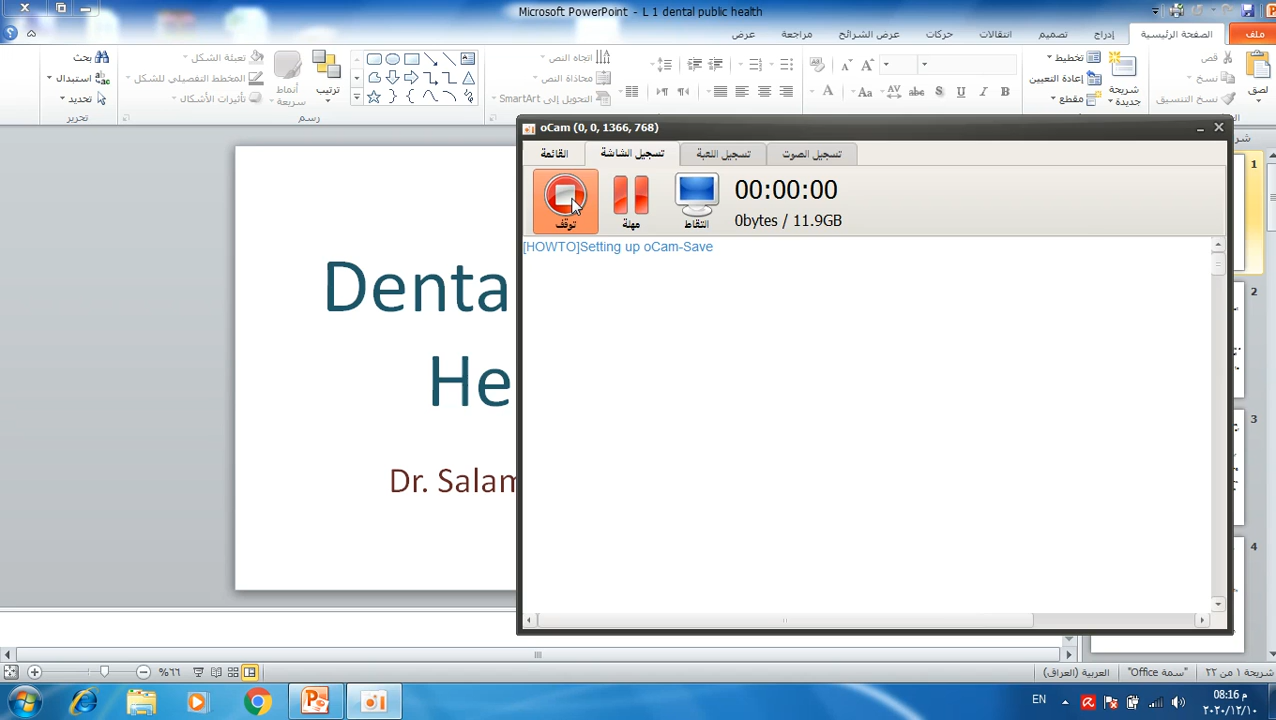 Microsoft PowerPoint - L 1 dental public health
ملف
الصفحة الرئيسية
إدراج
تصميم
انتقالات
حركات
عرض الشرائح
مراجعة
عرض
لصق
قص
نسخ
نسخ التنسيق
شريحة
جديدة
تخطيط
إعادة التعيين
مقطع
اتجاه النص
محاذاة النص
التحويل إلى SmartArt
ترتيب
أنماط
سريعة
تعبئة الشكل
المخطط التفصيلي للشكل
تأثيرات الأشكال
رسم
بحث
استبدال
تحديد
تحرير
oCam (0, 0, 1366, 768)
القائمة
تسجيل الشاشة
تسجيل اللعبة
تسجيل الصوت
توقف
مهلة
التقاط
00:00:00
0bytes / 11.9GB
[HOWTO]Setting up oCam-Save
Denta
He
Dr. Salam
1
2
3
4
شريحة ١ من ٢٢
"سمة Office"
العربية (العراق)
%٦٦
EN
08:16 م
٢٠٢٠/١٢/١٠